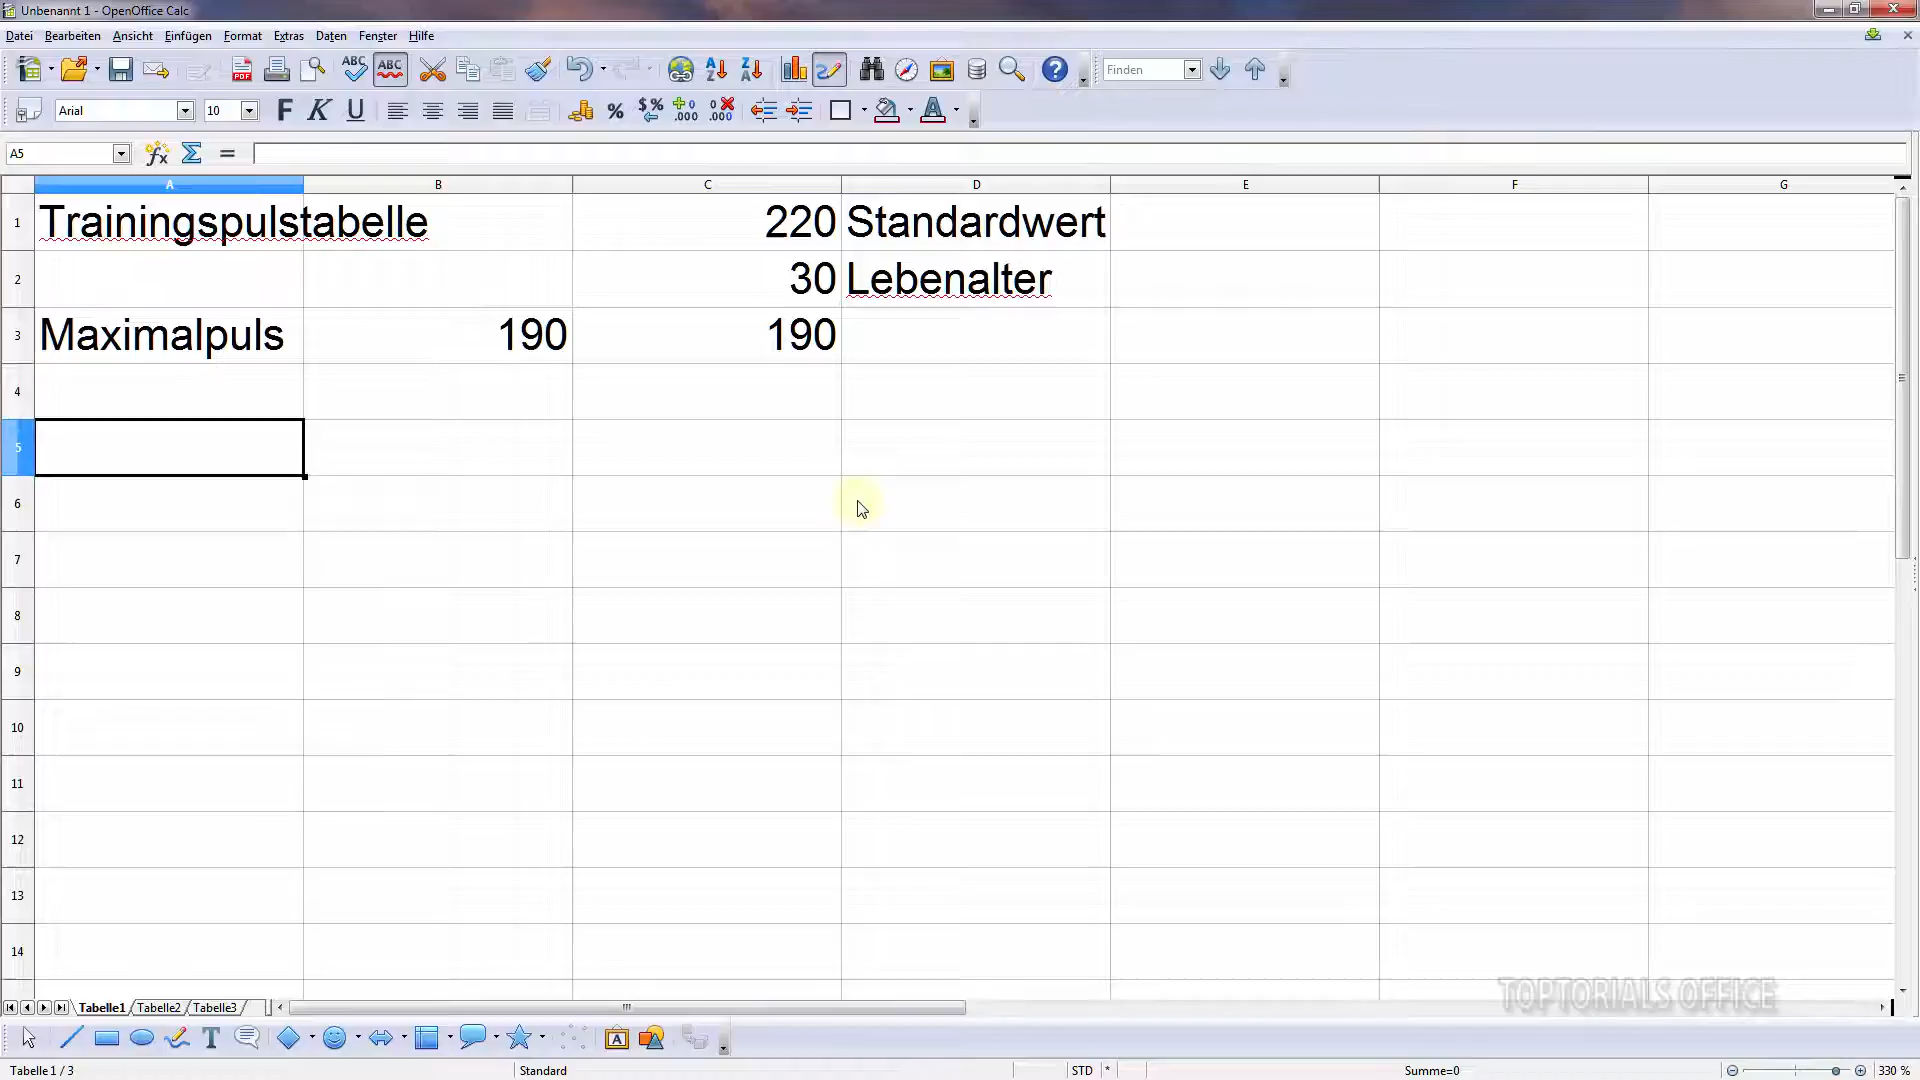 Unbenannt 1 - OpenOffice Calc
Datei Bearbeiten Ansicht Einfügen Format Extras Daten Fenster Hilfe
Finden
Arial 10 F K U
A5
A B C D E F G
1 Trainingspulstabelle 220 Standardwert
2 30 Lebenalter
3 Maximalpuls 190 190
4
5
6
7
8
9
10
11
12
13
14
TOPTORIALS OFFICE
Tabelle1 Tabelle2 Tabelle3
Tabelle 1 / 3 Standard STD * Summe=0 330 %